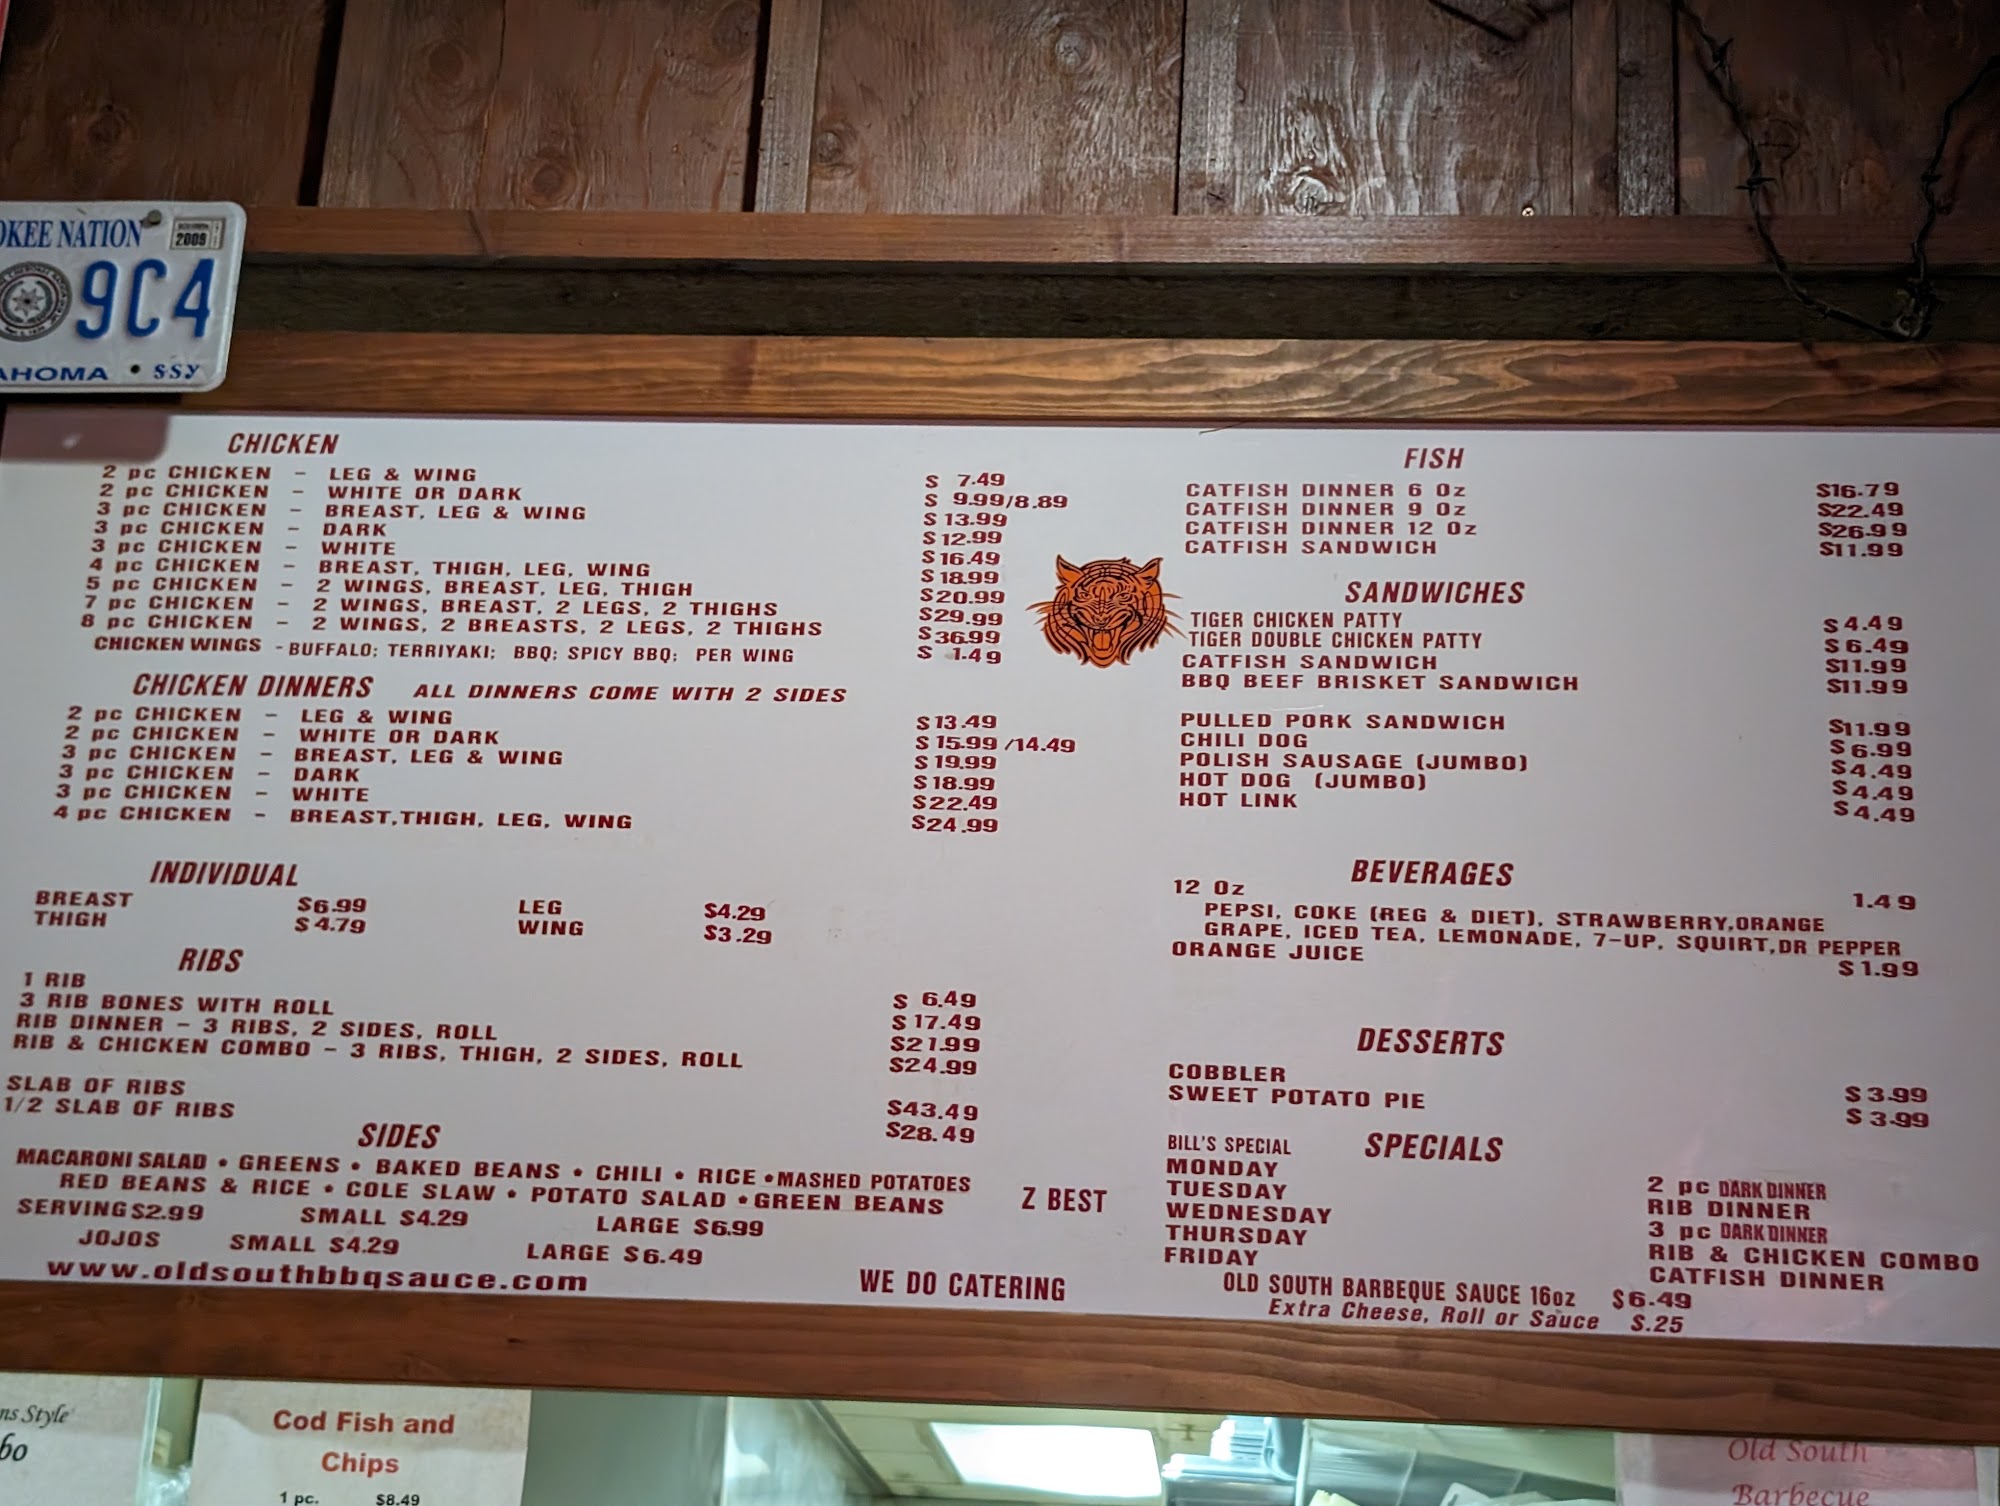 OKEE NATION
2009
9C4
AHOMA • SSY
CHICKEN
2 pc CHICKEN - LEG & WING $ 7.49
2 pc CHICKEN - WHITE OR DARK $ 9.99/8.89
3 pc CHICKEN - BREAST, LEG & WING $13.99
3 pc CHICKEN - DARK $12.99
3 pc CHICKEN - WHITE $16.49
4 pc CHICKEN - BREAST, THIGH, LEG, WING $18.99
5 pc CHICKEN - 2 WINGS, BREAST, LEG, THIGH $20.99
7 pc CHICKEN - 2 WINGS, BREAST, 2 LEGS, 2 THIGHS $29.99
8 pc CHICKEN - 2 WINGS, 2 BREASTS, 2 LEGS, 2 THIGHS $36.99
CHICKEN WINGS - BUFFALO; TERRIYAKI; BBQ; SPICY BBQ; PER WING $ 1.49
CHICKEN DINNERS ALL DINNERS COME WITH 2 SIDES
2 pc CHICKEN - LEG & WING $13.49
2 pc CHICKEN - WHITE OR DARK $15.99 /14.49
3 pc CHICKEN - BREAST, LEG & WING $19.99
3 pc CHICKEN - DARK $18.99
3 pc CHICKEN - WHITE $22.49
4 pc CHICKEN - BREAST,THIGH, LEG, WING $24.99
INDIVIDUAL
BREAST $6.99 LEG $4.29
THIGH $4.79 WING $3.29
RIBS
1 RIB $ 6.49
3 RIB BONES WITH ROLL $17.49
RIB DINNER - 3 RIBS, 2 SIDES, ROLL $21.99
RIB & CHICKEN COMBO - 3 RIBS, THIGH, 2 SIDES, ROLL $24.99
SLAB OF RIBS $43.49
1/2 SLAB OF RIBS $28.49
SIDES
MACARONI SALAD • GREENS • BAKED BEANS • CHILI • RICE • MASHED POTATOES
RED BEANS & RICE • COLE SLAW • POTATO SALAD • GREEN BEANS
SERVING $2.99 SMALL $4.29 LARGE $6.99
JOJOS SMALL $4.29 LARGE $6.49
www.oldsouthbbqsauce.com
Z BEST
WE DO CATERING
FISH
CATFISH DINNER 6 Oz $16.79
CATFISH DINNER 9 Oz $22.49
CATFISH DINNER 12 Oz $26.99
CATFISH SANDWICH $11.99
SANDWICHES
TIGER CHICKEN PATTY $4.49
TIGER DOUBLE CHICKEN PATTY $6.49
CATFISH SANDWICH $11.99
BBQ BEEF BRISKET SANDWICH $11.99
PULLED PORK SANDWICH $11.99
CHILI DOG $6.99
POLISH SAUSAGE (JUMBO) $4.49
HOT DOG (JUMBO) $4.49
HOT LINK $4.49
BEVERAGES
12 Oz 1.49
PEPSI, COKE (REG & DIET), STRAWBERRY,ORANGE
GRAPE, ICED TEA, LEMONADE, 7-UP, SQUIRT,DR PEPPER
ORANGE JUICE $1.99
DESSERTS
COBBLER $3.99
SWEET POTATO PIE $3.99
BILL'S SPECIAL SPECIALS
MONDAY 2 pc DARK DINNER
TUESDAY RIB DINNER
WEDNESDAY 3 pc DARK DINNER
THURSDAY RIB & CHICKEN COMBO
FRIDAY CATFISH DINNER
OLD SOUTH BARBEQUE SAUCE 16oz $6.49
Extra Cheese, Roll or Sauce $.25
ns Style
bo
Cod Fish and
Chips
1 pc. $8.49
Old South
Barbecue